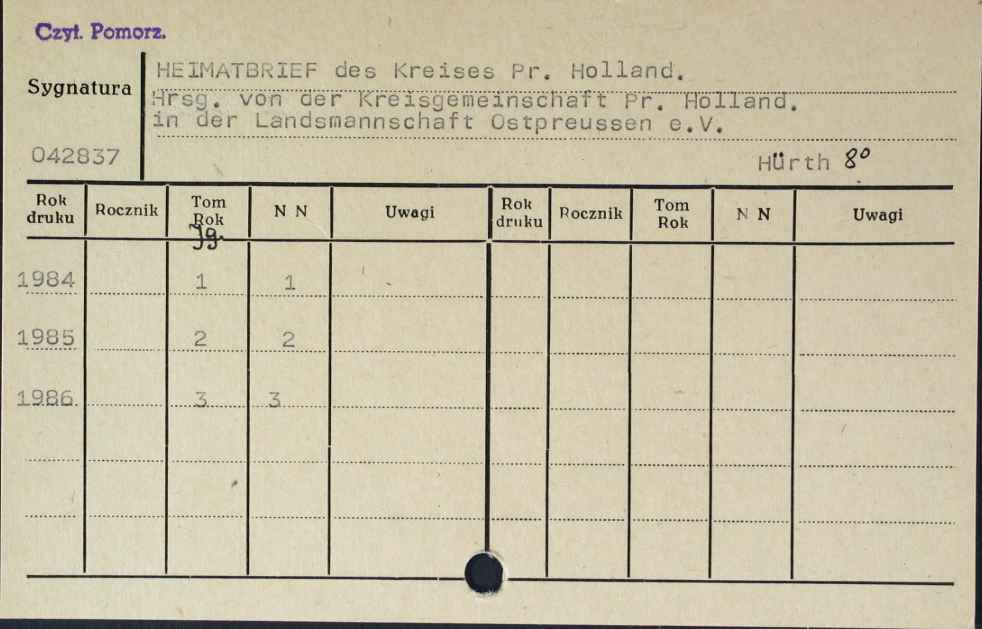 Czyt. Pomorz.
Sygnatura
HEIMATBRIEF des Kreises Pr. Holland.
Hrsg. von der Kreisgemeinschaft Pr. Holland.
in der Landsmannschaft Ostpreussen e.V.
042837
Hürth 8°
Rok druku Rocznik Tom Rok N N Uwagi Rok druku Rocznik Tom Rok N N Uwagi
Jg.
1984 1 1
1985 2 2
1986 3 3